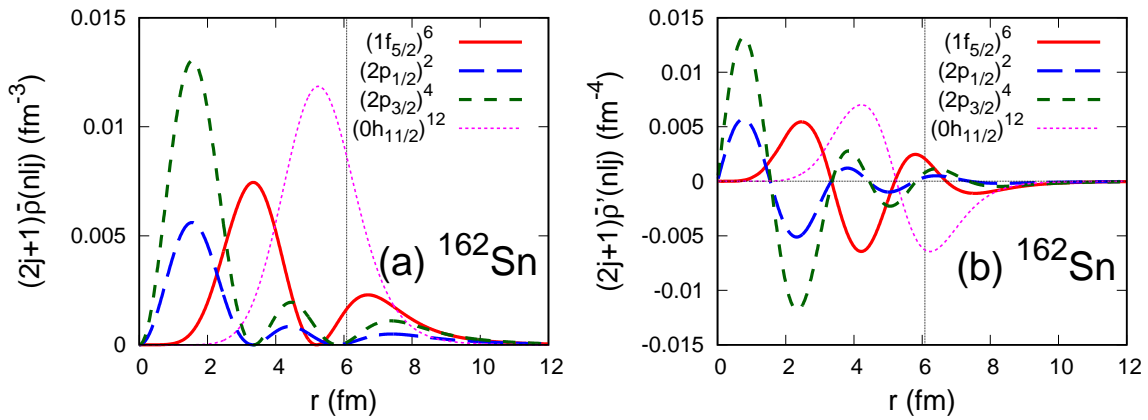 0.015
0.01
0.005
0
0 2 4 6 8 10 12
(2j+1)ρ̄(nlj) (fm⁻³)
r (fm)
(1f₅/₂)⁶
(2p₁/₂)²
(2p₃/₂)⁴
(0h₁₁/₂)¹²
(a) ¹⁶²Sn
0.015
0.01
0.005
0
-0.005
-0.01
-0.015
0 2 4 6 8 10 12
(2j+1)ρ̄'(nlj) (fm⁻⁴)
r (fm)
(1f₅/₂)⁶
(2p₁/₂)²
(2p₃/₂)⁴
(0h₁₁/₂)¹²
(b) ¹⁶²Sn